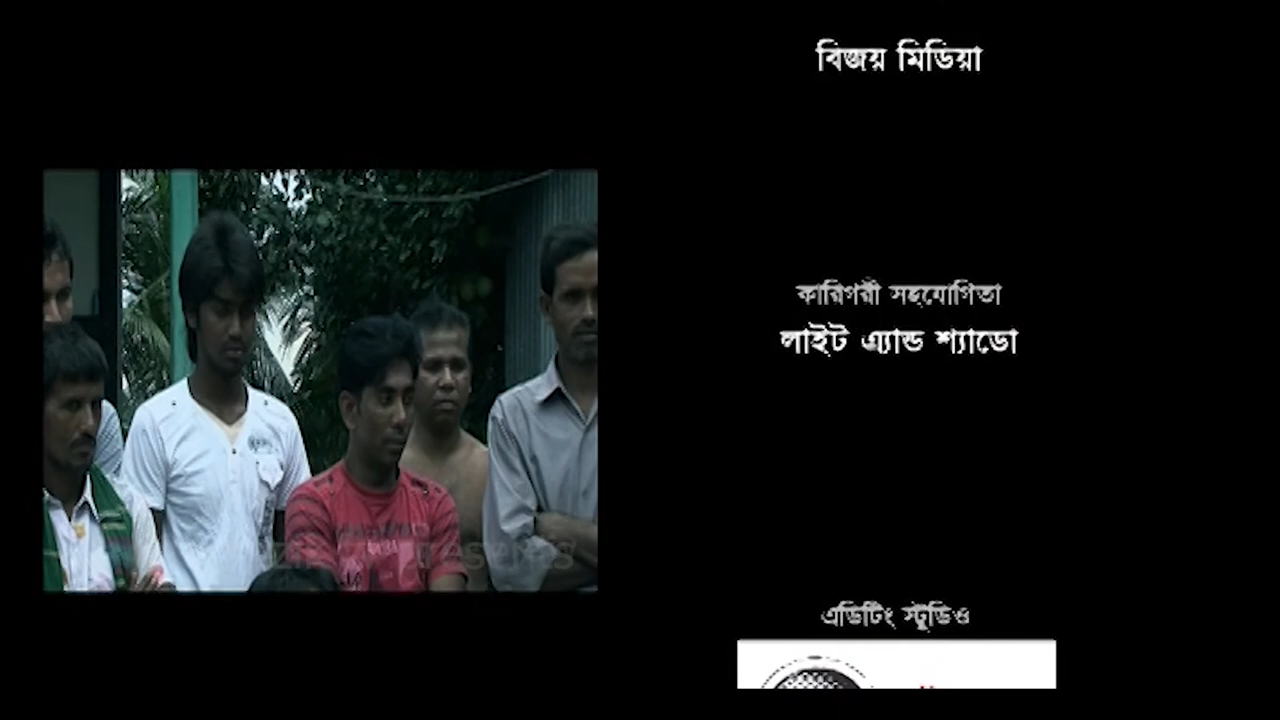 বিজয় মিডিয়া
কারিগরী সহযোগিতা
লাইট এ্যান্ড শ্যাডো
এডিটিং স্টুডিও